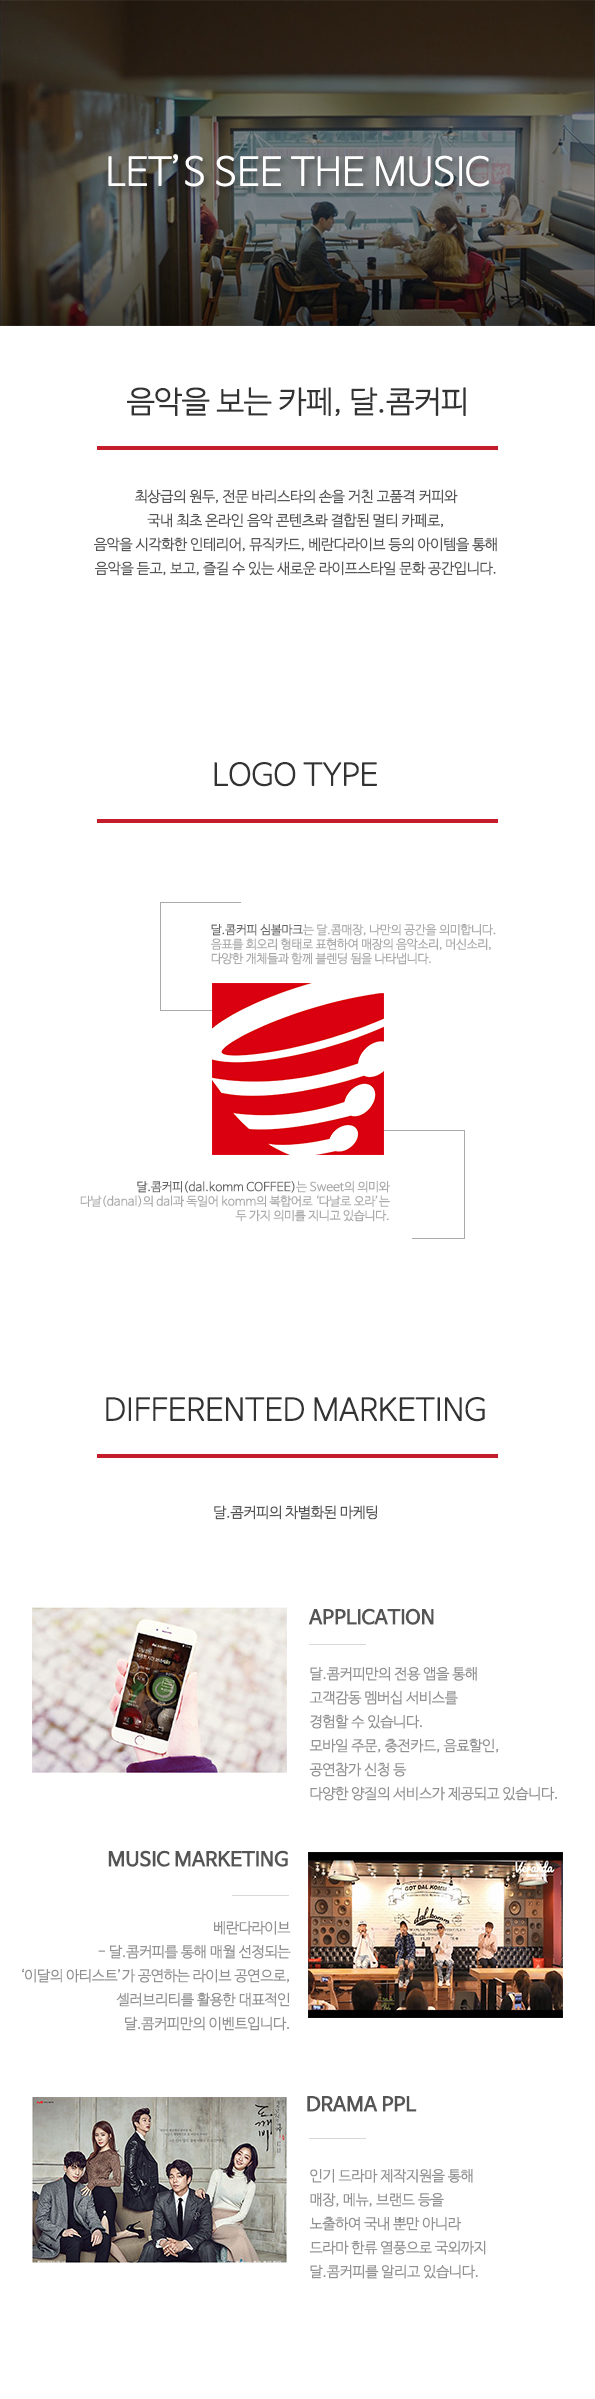 LET'S SEE THE MUSIC
음악을 보는 카페, 달.콤커피
최상급의 원두, 전문 바리스타의 손을 거친 고품격 커피와
국내 최초 온라인 음악 콘텐츠롸 결합된 멀티 카페로,
음악을 시각화한 인테리어, 뮤직카드, 베란다라이브 등의 아이템을 통해
음악을 듣고, 보고, 즐길 수 있는 새로운 라이프스타일 문화 공간입니다.
LOGO TYPE
달.콤커피 심볼마크는 달.콤매장, 나만의 공간을 의미합니다.
음표를 회오리 형태로 표현하여 매장의 음악소리, 머신소리,
다양한 개체들과 함께 블렌딩 됨을 나타냅니다.
달.콤커피(dal.komm COFFEE)는 Sweet의 의미와
다날(danal)의 dal과 독일어 komm의 복합어로 '다날로 오라'는
두 가지 의미를 지니고 있습니다.
DIFFERENTED MARKETING
달.콤커피의 차별화된 마케팅
APPLICATION
달.콤커피만의 전용 앱을 통해
고객감동 멤버십 서비스를
경험할 수 있습니다.
모바일 주문, 충전카드, 음료할인,
공연참가 신청 등
다양한 양질의 서비스가 제공되고 있습니다.
MUSIC MARKETING
베란다라이브
- 달.콤커피를 통해 매월 선정되는
'이달의 아티스트'가 공연하는 라이브 공연으로,
셀러브리티를 활용한 대표적인
달.콤커피만의 이벤트입니다.
Veranda
GOT DAL KOMM
dal.komm
DRAMA PPL
도깨비
인기 드라마 제작지원을 통해
매장, 메뉴, 브랜드 등을
노출하여 국내 뿐만 아니라
드라마 한류 열풍으로 국외까지
달.콤커피를 알리고 있습니다.